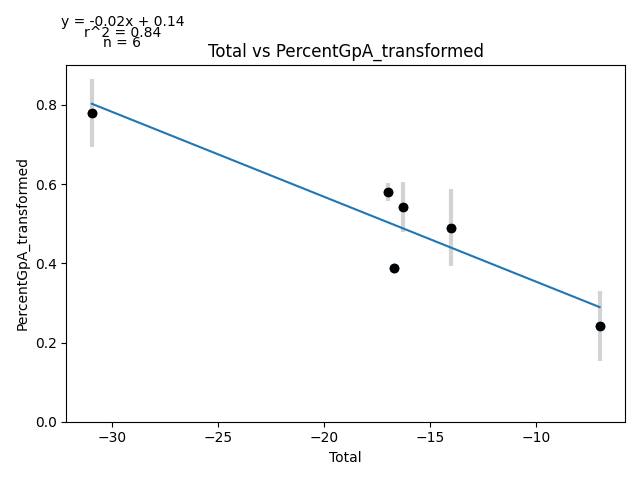 y = -0.02x + 0.14
r^2 = 0.84
n = 6
Total vs PercentGpA_transformed
PercentGpA_transformed
0.8
0.6
0.4
0.2
0.0
−30
−25
−20
−15
−10
Total